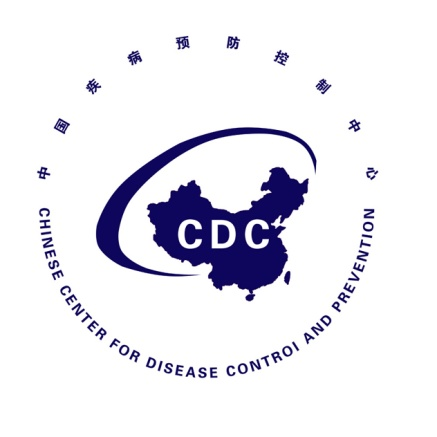 中国疾病预防控制中心
CDC
CHINESE CENTER FOR DISEASE CONTROI AND PREVENTION